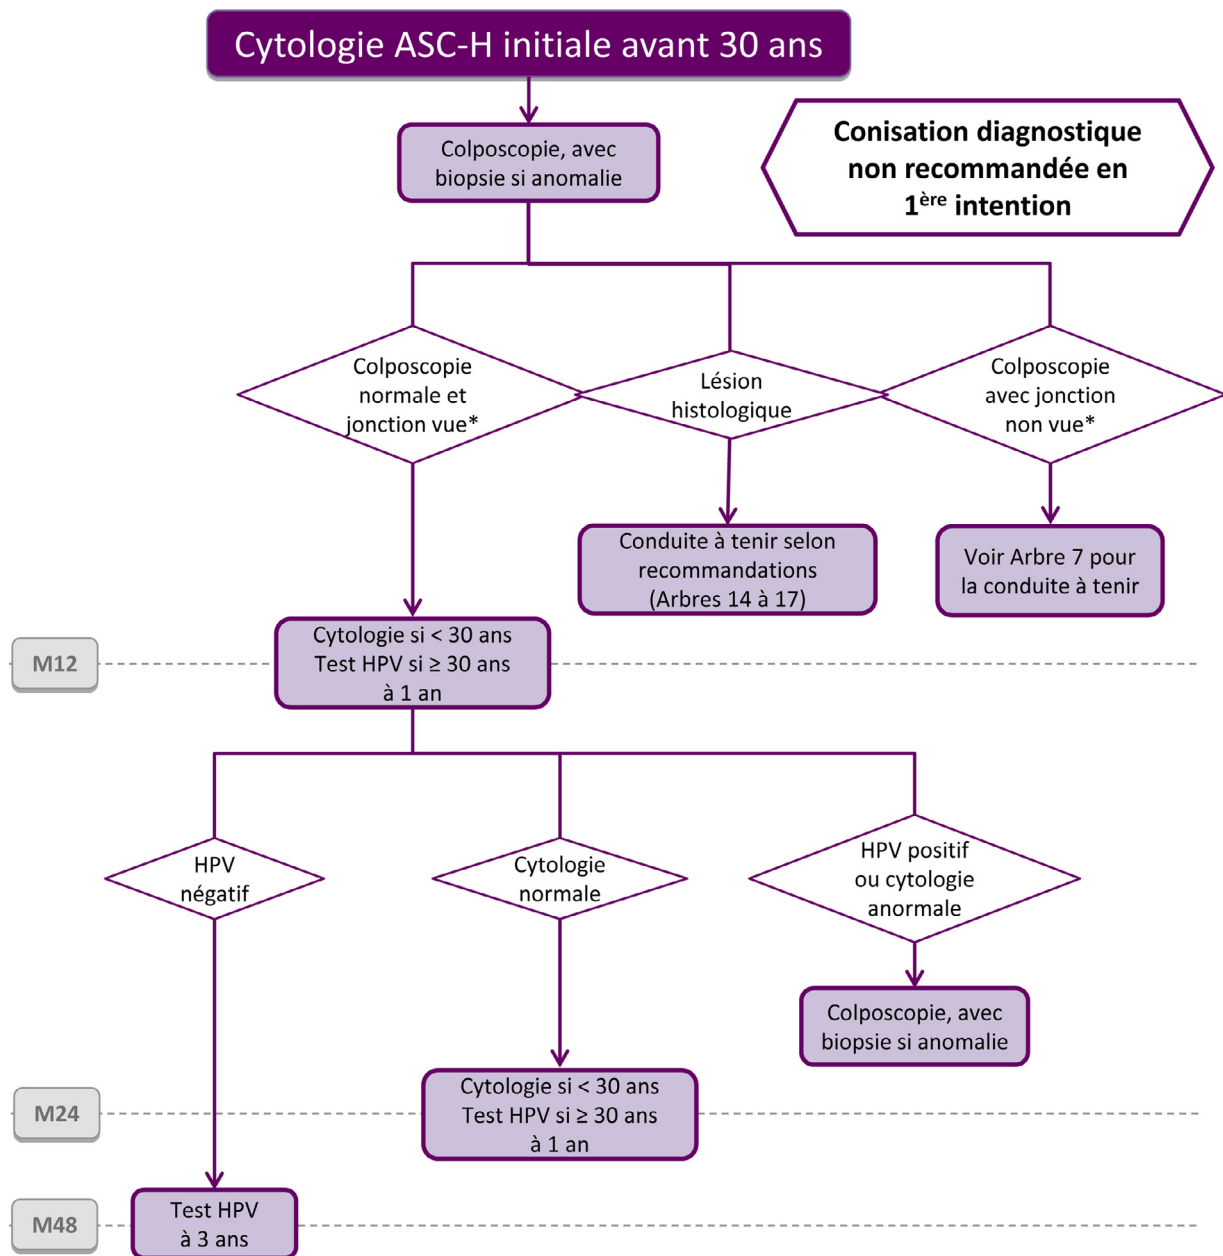 Cytologie ASC-H initiale avant 30 ans
Colposcopie, avec
biopsie si anomalie
Conisation diagnostique
non recommandée en
1ère intention
Colposcopie
normale et
jonction vue*
Lésion
histologique
Colposcopie
avec jonction
non vue*
Conduite à tenir selon
recommandations
(Arbres 14 à 17)
Voir Arbre 7 pour
la conduite à tenir
M12
Cytologie si < 30 ans
Test HPV si ≥ 30 ans
à 1 an
HPV
négatif
Cytologie
normale
HPV positif
ou cytologie
anormale
Colposcopie, avec
biopsie si anomalie
M24
Cytologie si < 30 ans
Test HPV si ≥ 30 ans
à 1 an
M48
Test HPV
à 3 ans